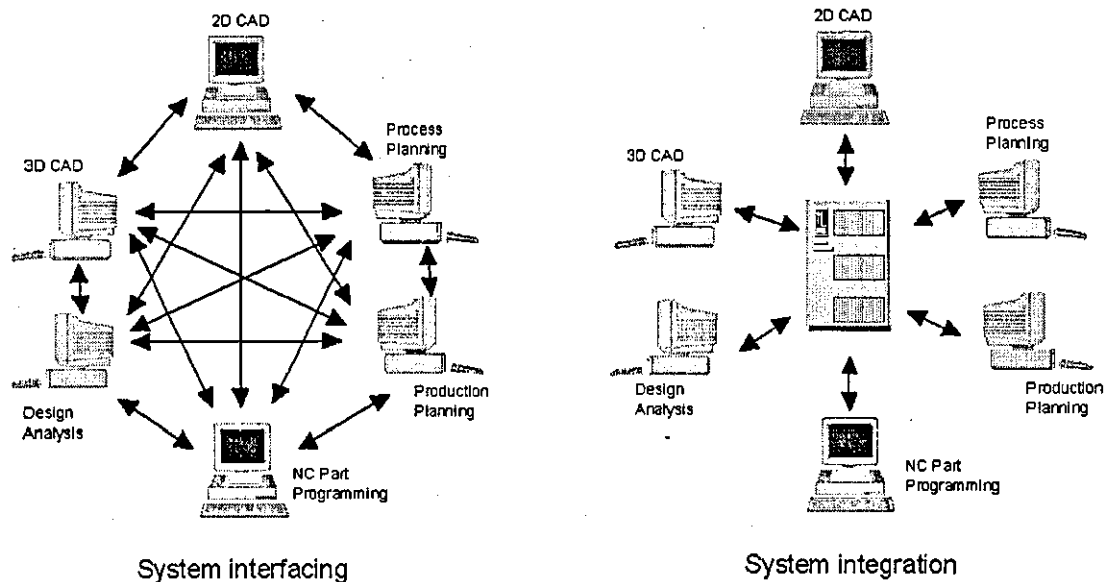 2D CAD
Process
Planning
3D CAD
Design
Analysis
Production
Planning
NC Part
Programming
System interfacing
2D CAD
Process
Planning
3D CAD
Design
Analysis
Production
Planning
NC Part
Programming
System integration